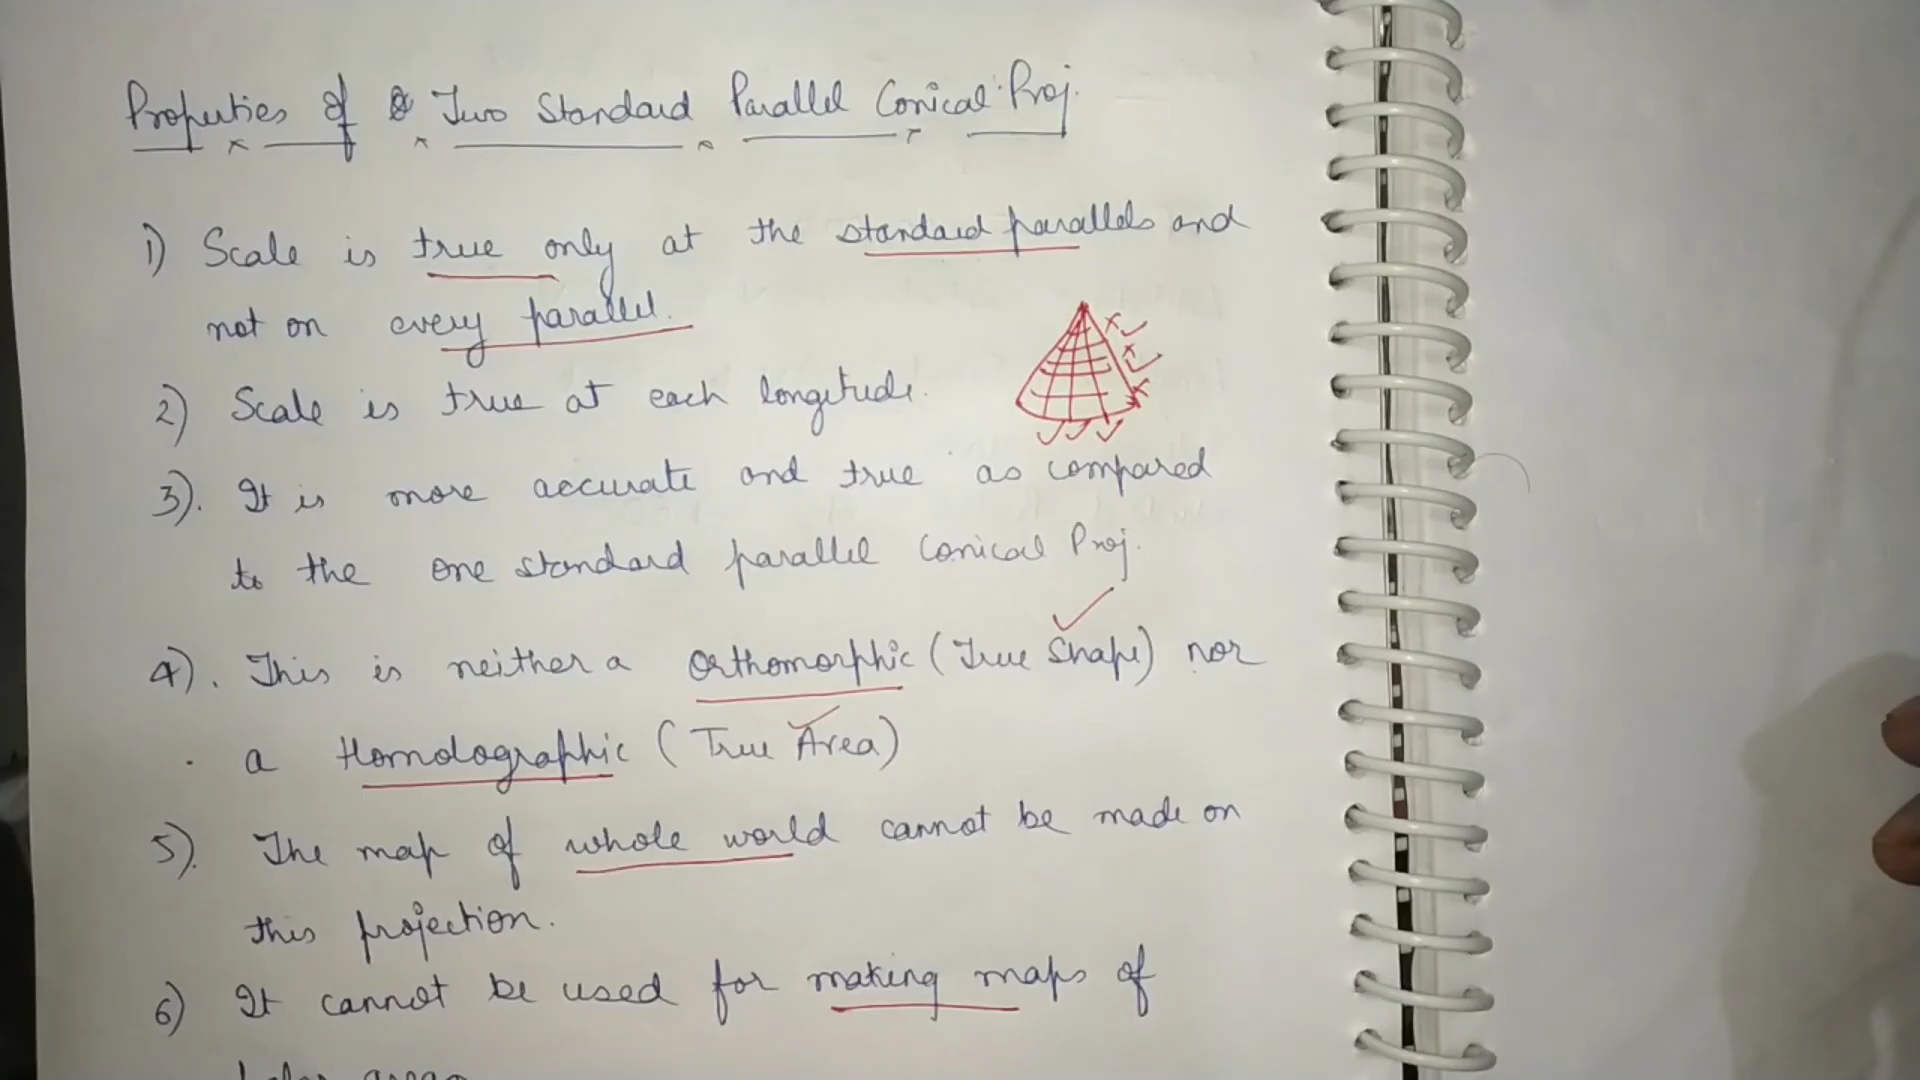 Properties of Two Standard Parallel Conical Proj.
1) Scale is true only at the standard parallels and
not on every parallel.
2) Scale is true at each longitude.
3). It is more accurate and true as compared
to the one standard parallel Conical Proj.
4). This is neither a Orthomorphic (True Shape) nor
a Homolographic (True Area)
5). The map of whole world cannot be made on
this projection.
6) It cannot be used for making maps of